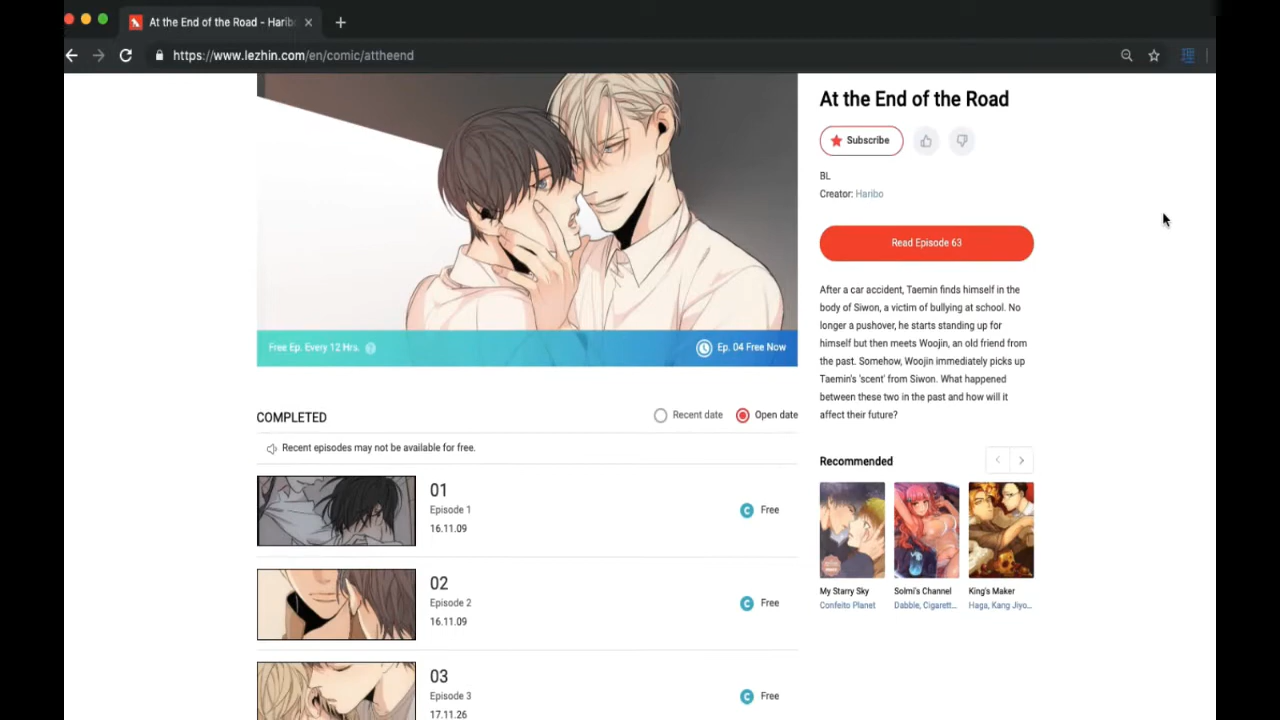 At the End of the Road - Haribo
https://www.lezhin.com/en/comic/attheend
At the End of the Road
Subscribe
BL
Creator: Haribo
Read Episode 63
After a car accident, Taemin finds himself in the
body of Siwon, a victim of bullying at school. No
longer a pushover, he starts standing up for
himself but then meets Woojin, an old friend from
the past. Somehow, Woojin immediately picks up
Taemin's 'scent' from Siwon. What happened
between these two in the past and how will it
affect their future?
Free Ep. Every 12 Hrs.
Ep. 04 Free Now
COMPLETED
Recent date
Open date
Recent episodes may not be available for free.
01
Episode 1
16.11.09
C Free
02
Episode 2
16.11.09
C Free
03
Episode 3
17.11.26
C Free
Recommended
My Starry Sky
Confeito Planet
Solmi's Channel
Dabble, Cigarett...
King's Maker
Haga, Kang Jiyo...